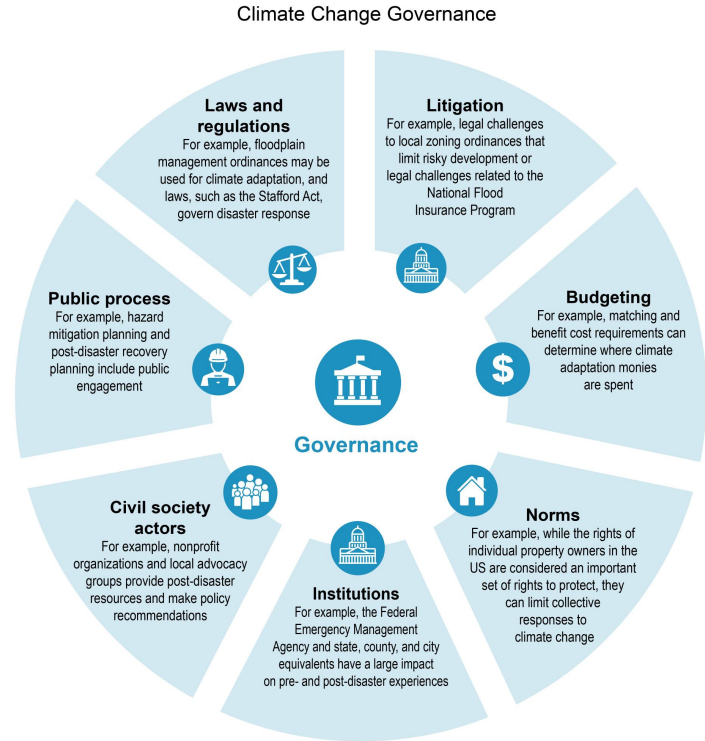 Climate Change Governance
Laws and
regulations
For example, floodplain
management ordinances may be
used for climate adaptation, and
laws, such as the Stafford Act,
govern disaster response
Litigation
For example, legal challenges
to local zoning ordinances that
limit risky development or
legal challenges related to the
National Flood
Insurance Program
Public process
For example, hazard
mitigation planning and
post-disaster recovery
planning include public
engagement
Budgeting
For example, matching and
benefit cost requirements can
determine where climate
adaptation monies
are spent
$
Governance
Civil society
actors
For example, nonprofit
organizations and local advocacy
groups provide post-disaster
resources and make policy
recommendations
Institutions
For example, the Federal
Emergency Management
Agency and state, county, and city
equivalents have a large impact
on pre- and post-disaster experiences
Norms
For example, while the rights of
individual property owners in the
US are considered an important
set of rights to protect, they
can limit collective
responses to
climate change